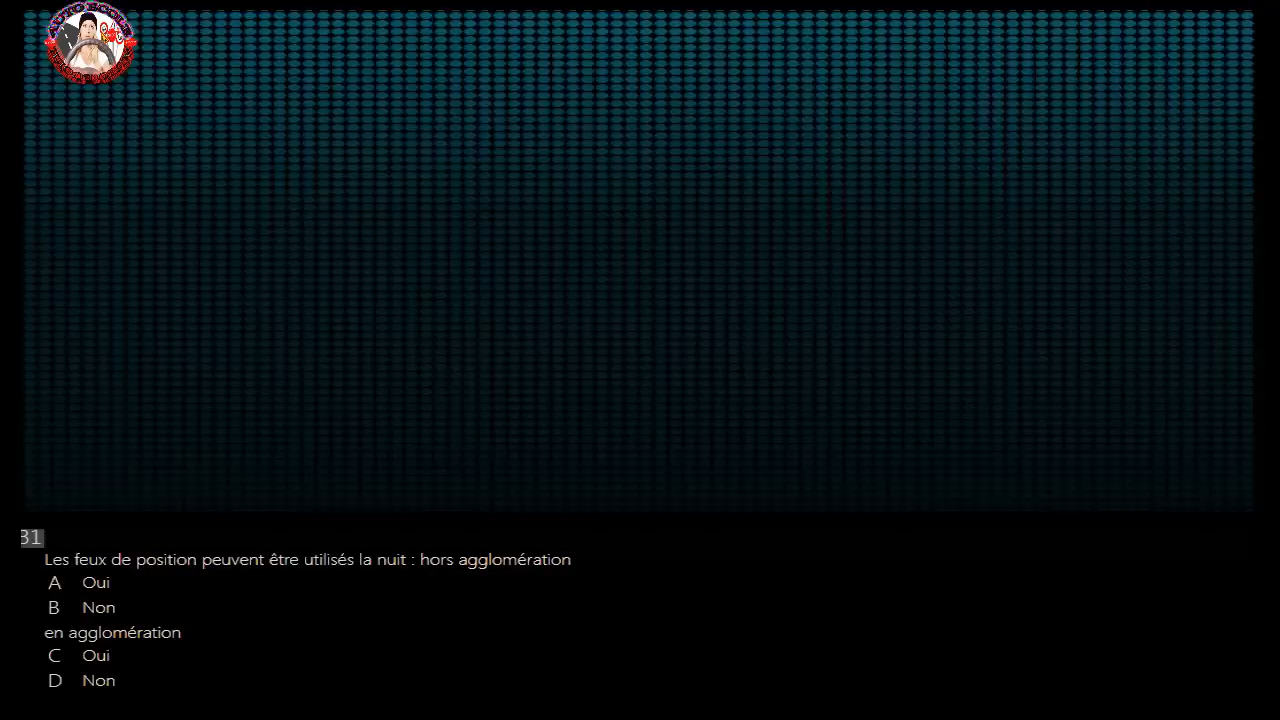 31
Les feux de position peuvent être utilisés la nuit : hors agglomération
A Oui
B Non
en agglomération
C Oui
D Non